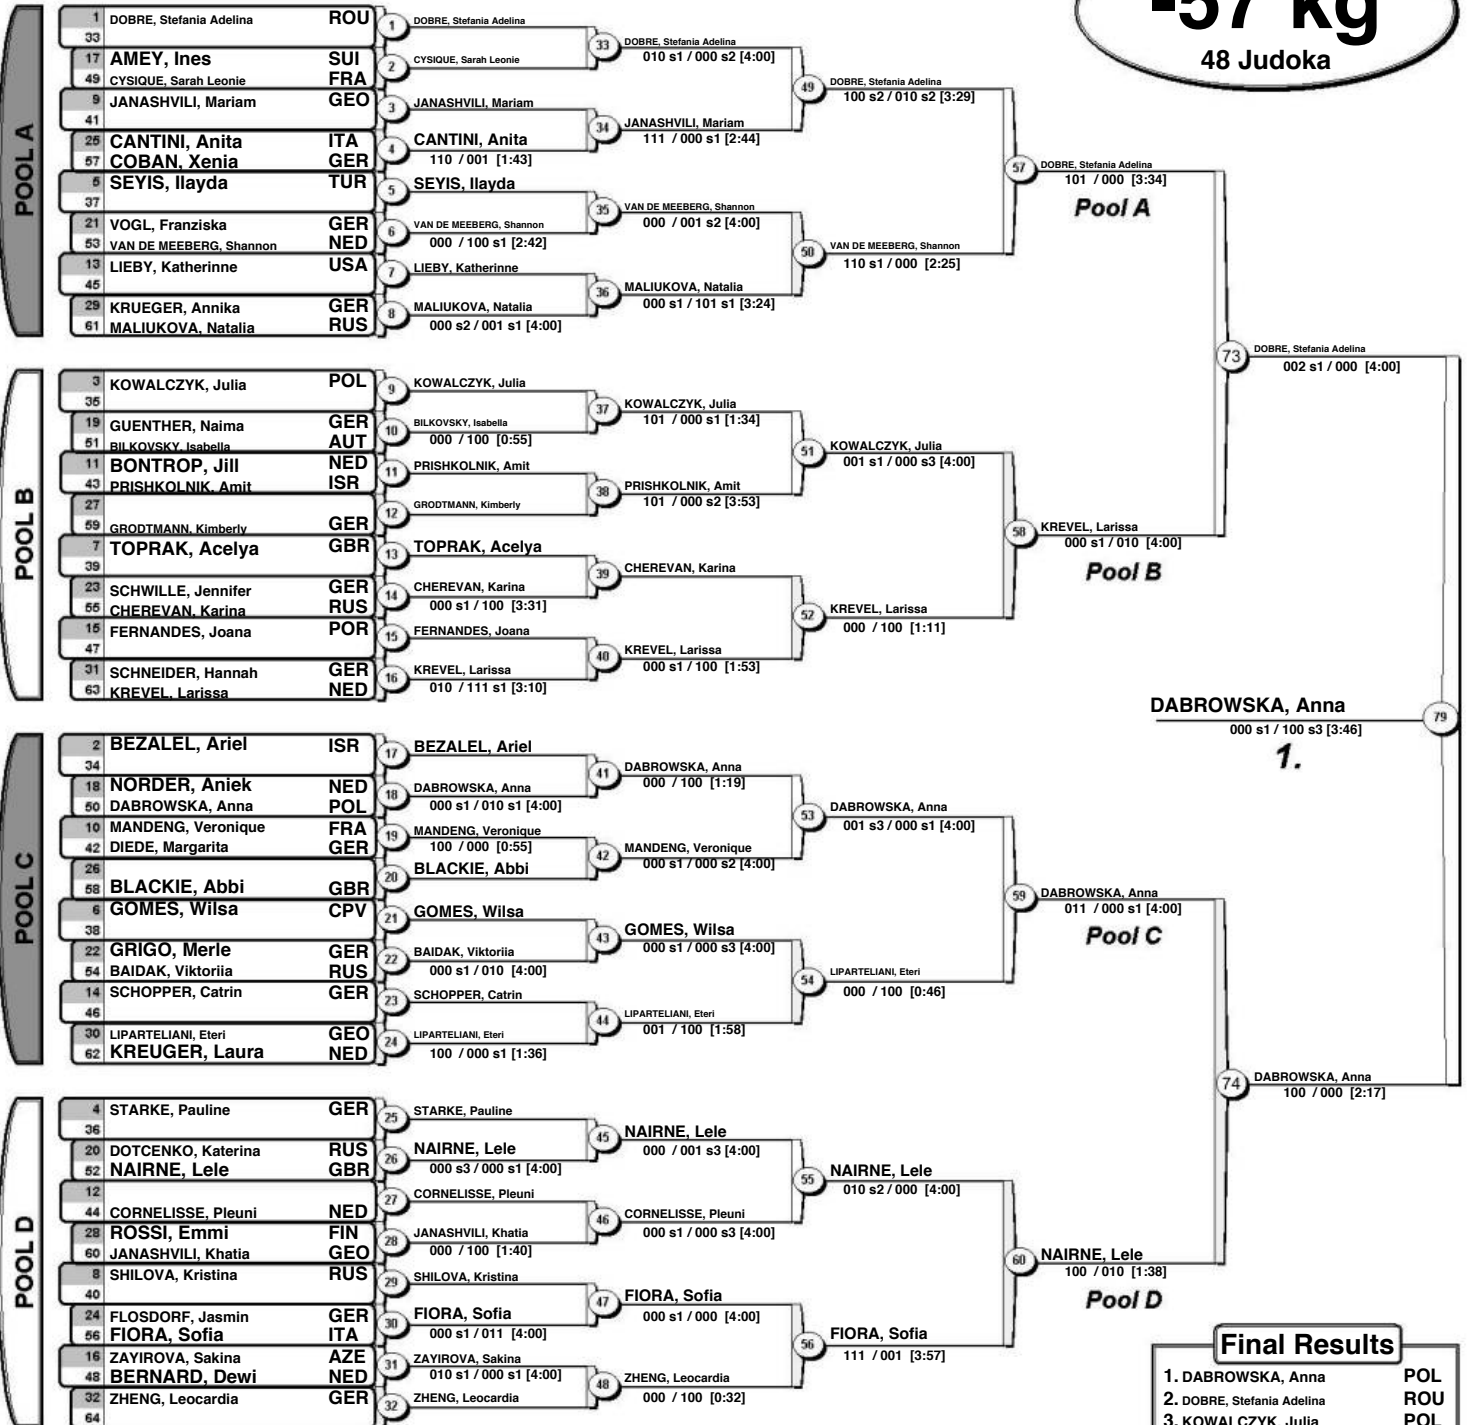 -57 kg
48 Judoka
POOL A
1 DOBRE, Stefania Adelina ROU
33
17 AMEY, Ines SUI
49 CYSIQUE, Sarah Leonie FRA
9 JANASHVILI, Mariam GEO
41
25 CANTINI, Anita ITA
57 COBAN, Xenia GER
5 SEYIS, Ilayda TUR
37
21 VOGL, Franziska GER
53 VAN DE MEEBERG, Shannon NED
13 LIEBY, Katherinne USA
45
29 KRUEGER, Annika GER
61 MALIUKOVA, Natalia RUS
1 DOBRE, Stefania Adelina
2 CYSIQUE, Sarah Leonie
3 JANASHVILI, Mariam
4 CANTINI, Anita
110 / 001 [1:43]
5 SEYIS, Ilayda
6 VAN DE MEEBERG, Shannon
000 / 100 s1 [2:42]
7 LIEBY, Katherinne
8 MALIUKOVA, Natalia
000 s2 / 001 s1 [4:00]
33 DOBRE, Stefania Adelina
010 s1 / 000 s2 [4:00]
34 JANASHVILI, Mariam
111 / 000 s1 [2:44]
35 VAN DE MEEBERG, Shannon
000 / 001 s2 [4:00]
36 MALIUKOVA, Natalia
000 s1 / 101 s1 [3:24]
49 DOBRE, Stefania Adelina
100 s2 / 010 s2 [3:29]
50 VAN DE MEEBERG, Shannon
110 s1 / 000 [2:25]
57 DOBRE, Stefania Adelina
101 / 000 [3:34]
Pool A
POOL B
3 KOWALCZYK, Julia POL
35
19 GUENTHER, Naima GER
51 BILKOVSKY, Isabella AUT
11 BONTROP, Jill NED
43 PRISHKOLNIK, Amit ISR
27
59 GRODTMANN, Kimberly GER
7 TOPRAK, Acelya GBR
39
23 SCHWILLE, Jennifer GER
55 CHEREVAN, Karina RUS
15 FERNANDES, Joana POR
47
31 SCHNEIDER, Hannah GER
63 KREVEL, Larissa NED
9 KOWALCZYK, Julia
10 BILKOVSKY, Isabella
000 / 100 [0:55]
11 PRISHKOLNIK, Amit
12 GRODTMANN, Kimberly
13 TOPRAK, Acelya
14 CHEREVAN, Karina
000 s1 / 100 [3:31]
15 FERNANDES, Joana
16 KREVEL, Larissa
010 / 111 s1 [3:10]
37 KOWALCZYK, Julia
101 / 000 s1 [1:34]
38 PRISHKOLNIK, Amit
101 / 000 s2 [3:53]
39 CHEREVAN, Karina
40 KREVEL, Larissa
000 s1 / 100 [1:53]
51 KOWALCZYK, Julia
001 s1 / 000 s3 [4:00]
52 KREVEL, Larissa
000 / 100 [1:11]
58 KREVEL, Larissa
000 s1 / 010 [4:00]
Pool B
73 DOBRE, Stefania Adelina
002 s1 / 000 [4:00]
DABROWSKA, Anna 79
000 s1 / 100 s3 [3:46]
1.
POOL C
2 BEZALEL, Ariel ISR
34
18 NORDER, Aniek NED
50 DABROWSKA, Anna POL
10 MANDENG, Veronique FRA
42 DIEDE, Margarita GER
26
58 BLACKIE, Abbi GBR
6 GOMES, Wilsa CPV
38
22 GRIGO, Merle GER
54 BAIDAK, Viktoriia RUS
14 SCHOPPER, Catrin GER
46
30 LIPARTELIANI, Eteri GEO
62 KREUGER, Laura NED
17 BEZALEL, Ariel
18 DABROWSKA, Anna
000 s1 / 010 s1 [4:00]
19 MANDENG, Veronique
100 / 000 [0:55]
20 BLACKIE, Abbi
21 GOMES, Wilsa
22 BAIDAK, Viktoriia
000 s1 / 010 [4:00]
23 SCHOPPER, Catrin
24 LIPARTELIANI, Eteri
100 / 000 s1 [1:36]
41 DABROWSKA, Anna
000 / 100 [1:19]
42 MANDENG, Veronique
000 s1 / 000 s2 [4:00]
43 GOMES, Wilsa
000 s1 / 000 s3 [4:00]
44 LIPARTELIANI, Eteri
001 / 100 [1:58]
53 DABROWSKA, Anna
001 s3 / 000 s1 [4:00]
54 LIPARTELIANI, Eteri
000 / 100 [0:46]
59 DABROWSKA, Anna
011 / 000 s1 [4:00]
Pool C
74 DABROWSKA, Anna
100 / 000 [2:17]
POOL D
4 STARKE, Pauline GER
36
20 DOTCENKO, Katerina RUS
52 NAIRNE, Lele GBR
12
44 CORNELISSE, Pleuni NED
28 ROSSI, Emmi FIN
60 JANASHVILI, Khatia GEO
8 SHILOVA, Kristina RUS
40
24 FLOSDORF, Jasmin GER
56 FIORA, Sofia ITA
16 ZAYIROVA, Sakina AZE
48 BERNARD, Dewi NED
32 ZHENG, Leocardia GER
64
25 STARKE, Pauline
26 NAIRNE, Lele
000 s3 / 000 s1 [4:00]
27 CORNELISSE, Pleuni
28 JANASHVILI, Khatia
000 / 100 [1:40]
29 SHILOVA, Kristina
30 FIORA, Sofia
000 s1 / 011 [4:00]
31 ZAYIROVA, Sakina
010 s1 / 000 s1 [4:00]
32 ZHENG, Leocardia
45 NAIRNE, Lele
000 / 001 s3 [4:00]
46 CORNELISSE, Pleuni
000 s1 / 000 s3 [4:00]
47 FIORA, Sofia
000 s1 / 000 [4:00]
48 ZHENG, Leocardia
000 / 100 [0:32]
55 NAIRNE, Lele
010 s2 / 000 [4:00]
56 FIORA, Sofia
111 / 001 [3:57]
60 NAIRNE, Lele
100 / 010 [1:38]
Pool D
Final Results
1. DABROWSKA, Anna POL
2. DOBRE, Stefania Adelina ROU
3. KOWALCZYK, Julia POL